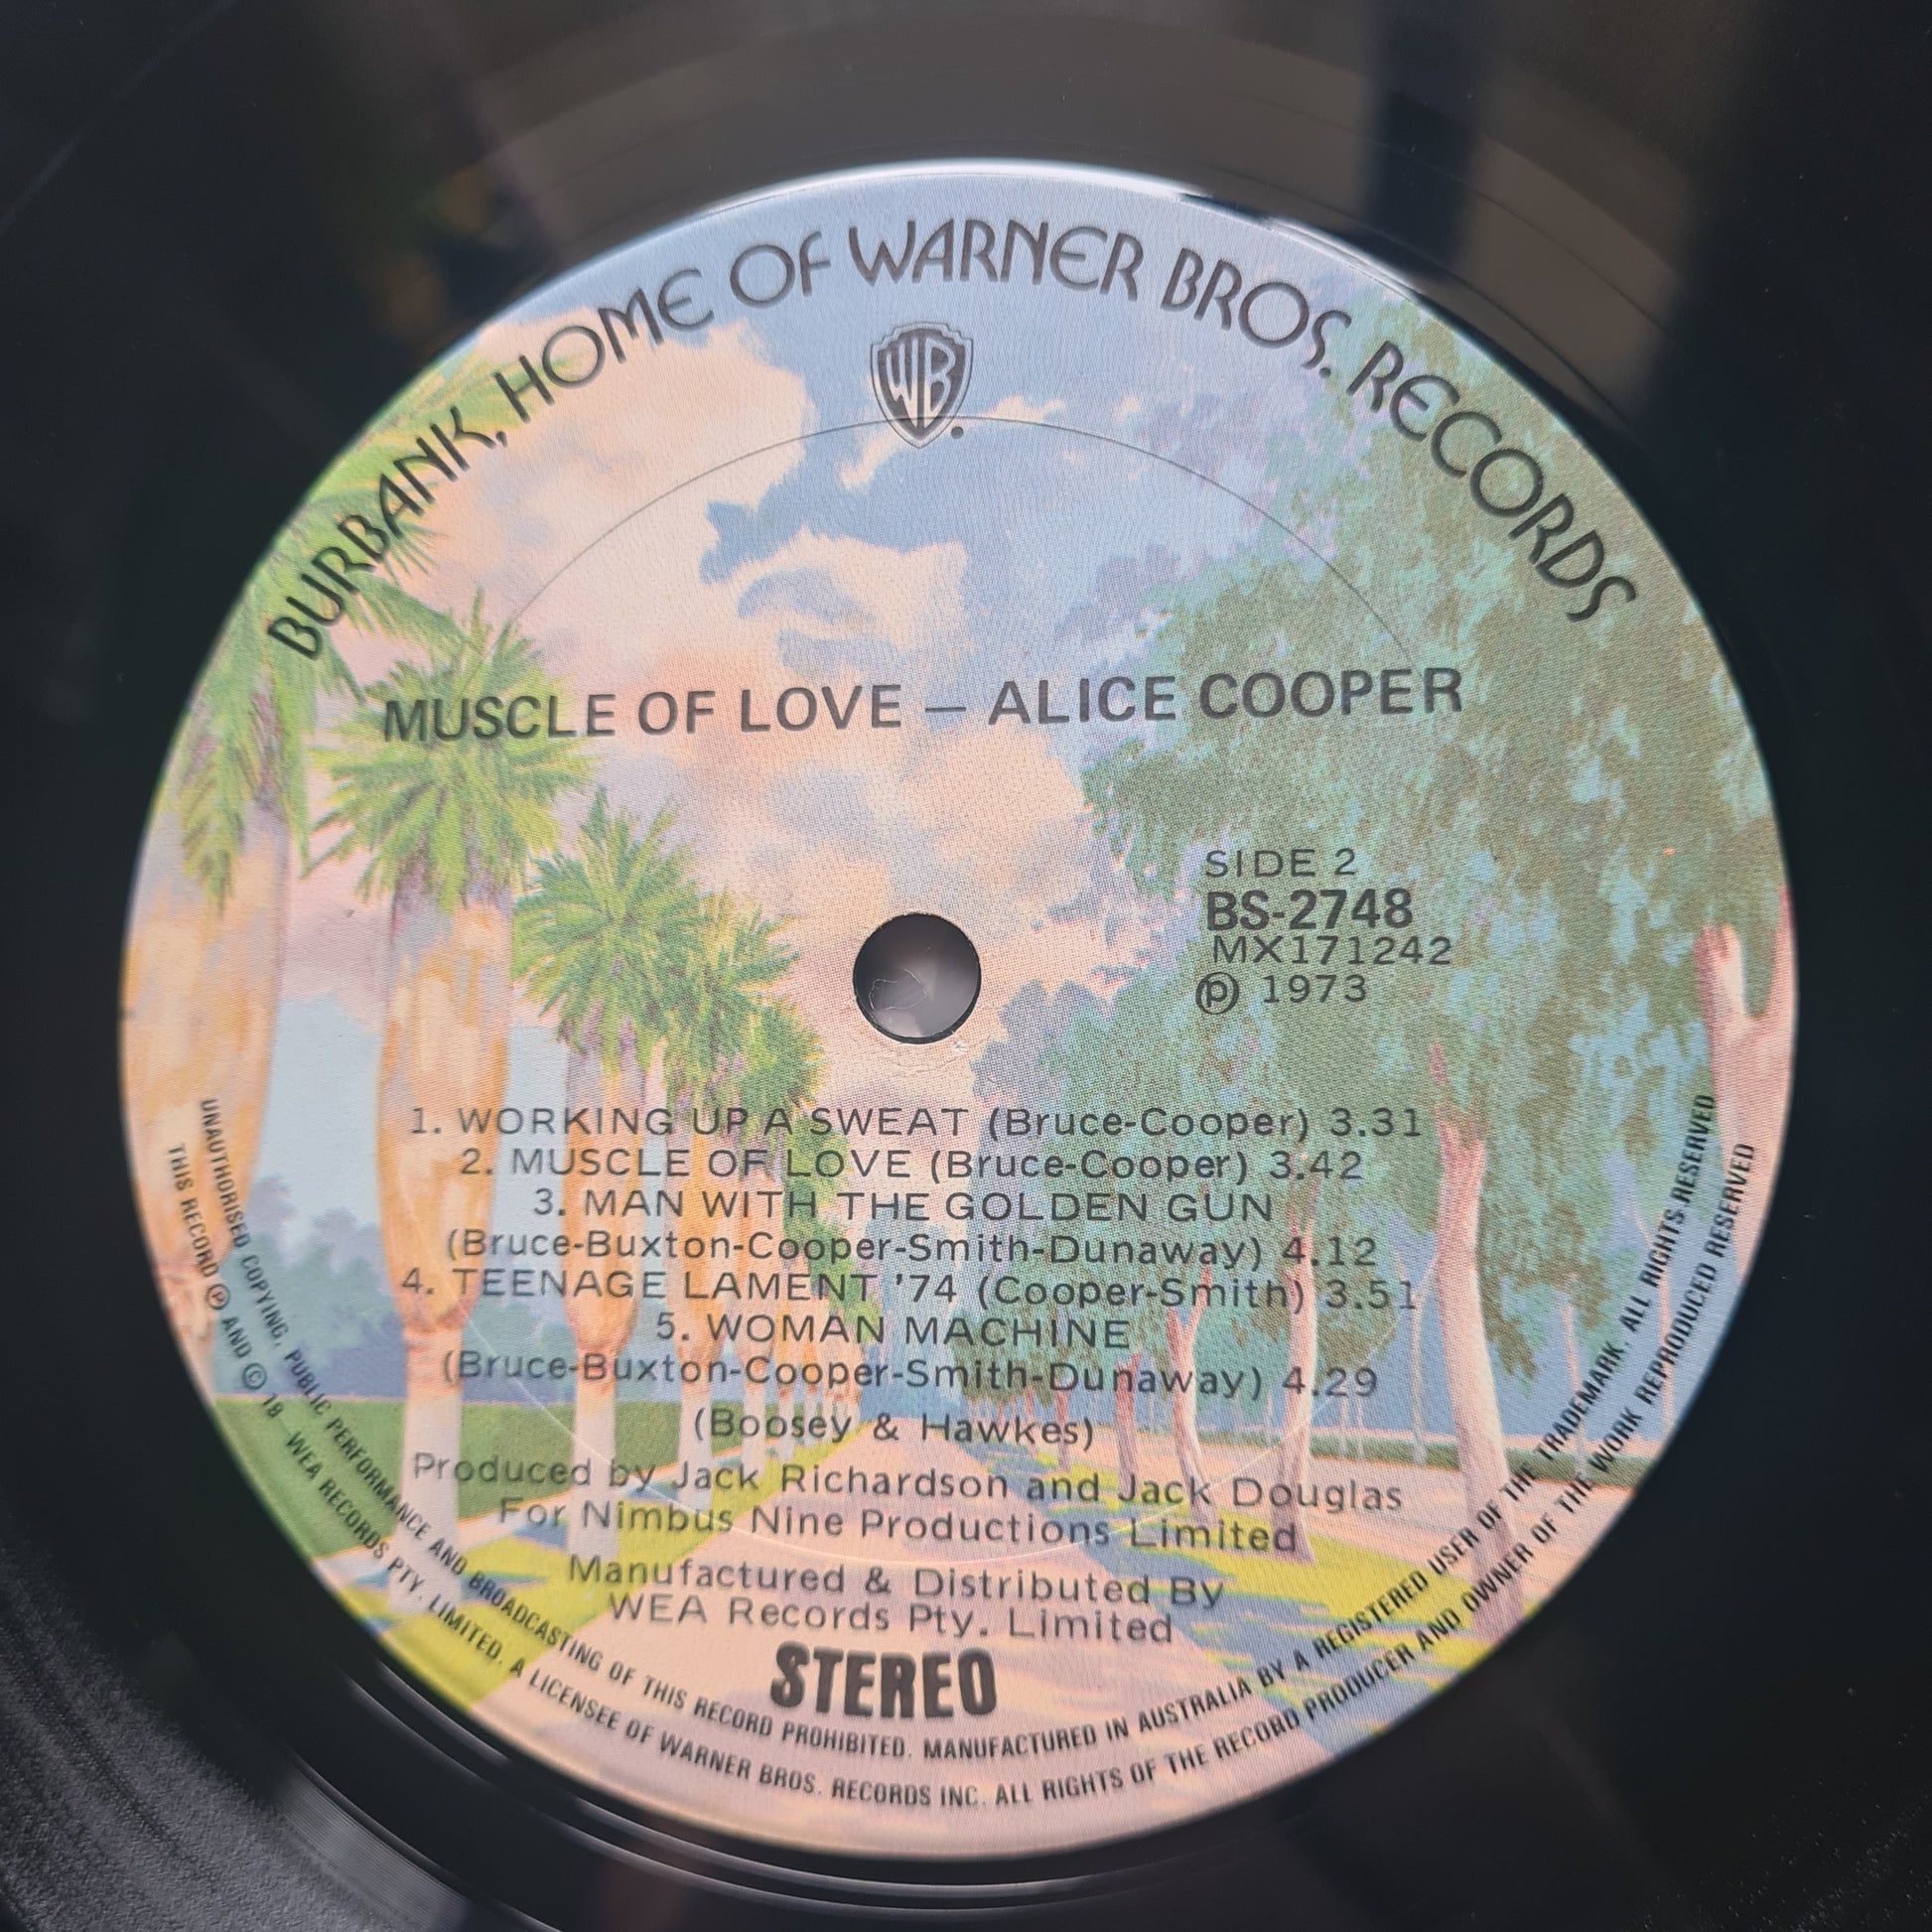 BURBANK, HOME OF WARNER BROS. RECORDS
WB
MUSCLE OF LOVE – ALICE COOPER
SIDE 2
BS-2748
MX171242
Ⓟ 1973
1. WORKING UP A SWEAT (Bruce-Cooper) 3.31
2. MUSCLE OF LOVE (Bruce-Cooper) 3.42
3. MAN WITH THE GOLDEN GUN
(Bruce-Buxton-Cooper-Smith-Dunaway) 4.12
4. TEENAGE LAMENT '74 (Cooper-Smith) 3.51
5. WOMAN MACHINE
(Bruce-Buxton-Cooper-Smith-Dunaway) 4.29
(Boosey & Hawkes)
Produced by Jack Richardson and Jack Douglas
For Nimbus Nine Productions Limited
Manufactured & Distributed By
WEA Records Pty. Limited
STEREO
UNAUTHORISED COPYING, PUBLIC PERFORMANCE AND BROADCASTING OF THIS RECORD PROHIBITED. MANUFACTURED IN AUSTRALIA BY A REGISTERED USER OF THE TRADEMARK. ALL RIGHTS RESERVED
THIS RECORD Ⓟ AND © 19 WEA RECORDS PTY. LIMITED. A LICENSEE OF WARNER BROS. RECORDS INC. ALL RIGHTS OF THE RECORD PRODUCER AND OWNER OF THE WORK REPRODUCED RESERVED